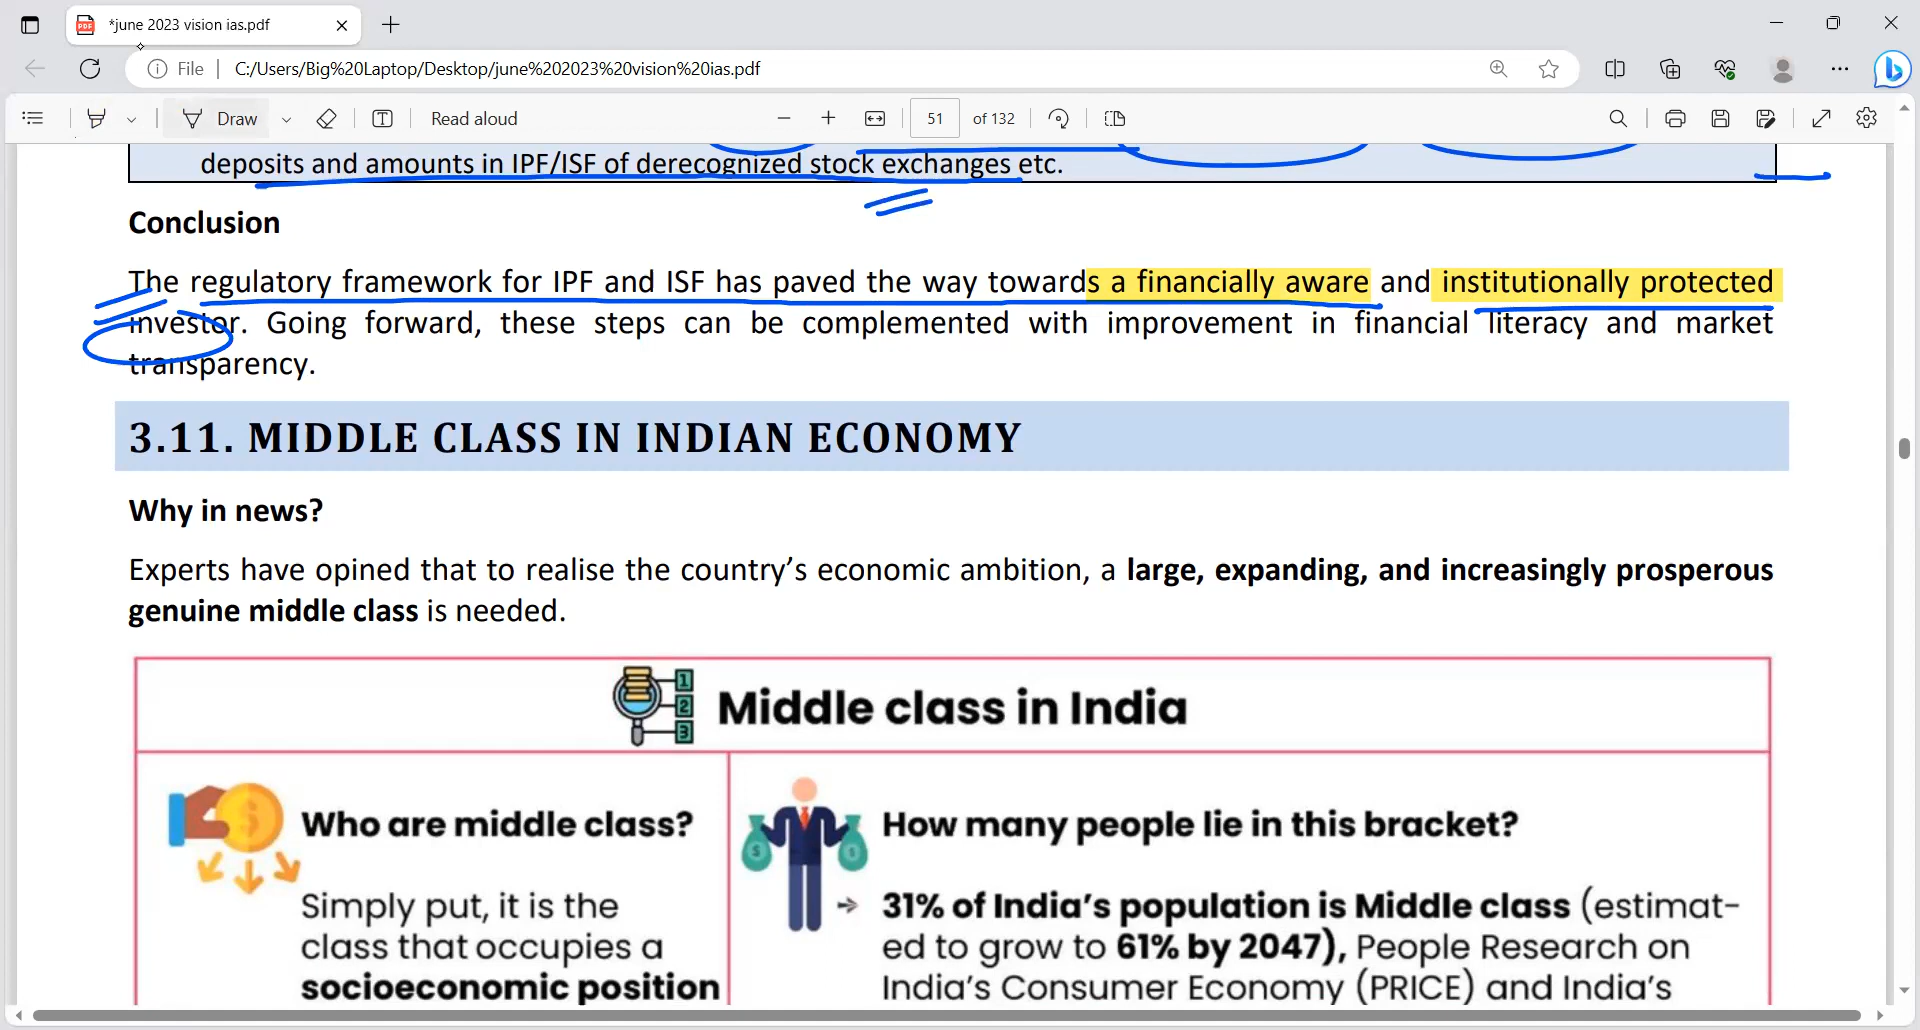 *june 2023 vision ias.pdf
File | C:/Users/Big%20Laptop/Desktop/june%202023%20vision%20ias.pdf
Draw
Read aloud
51 of 132
deposits and amounts in IPF/ISF of derecognized stock exchanges etc.
Conclusion
The regulatory framework for IPF and ISF has paved the way towards a financially aware and institutionally protected
investor. Going forward, these steps can be complemented with improvement in financial literacy and market
transparency.
3.11. MIDDLE CLASS IN INDIAN ECONOMY
Why in news?
Experts have opined that to realise the country’s economic ambition, a large, expanding, and increasingly prosperous
genuine middle class is needed.
1
2
3
Middle class in India
Who are middle class?
Simply put, it is the
class that occupies a
socioeconomic position
How many people lie in this bracket?
31% of India’s population is Middle class (estimat-
ed to grow to 61% by 2047), People Research on
India’s Consumer Economy (PRICE) and India’s